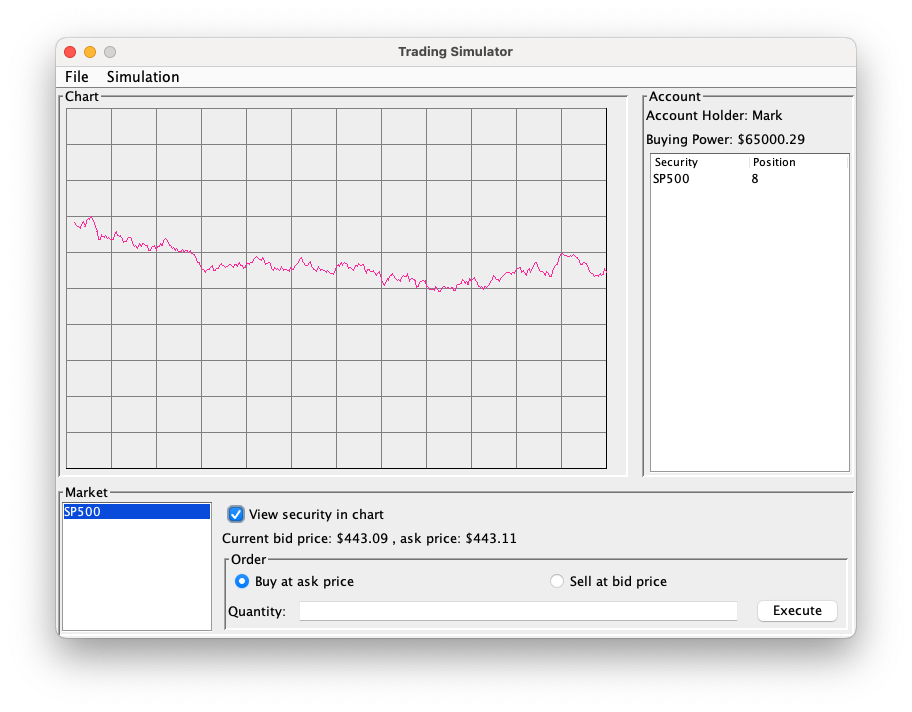 Trading Simulator
File Simulation
Chart
Account
Account Holder: Mark
Buying Power: $65000.29
Security Position
SP500 8
Market
SP500
View security in chart
Current bid price: $443.09 , ask price: $443.11
Order
Buy at ask price Sell at bid price
Quantity: Execute